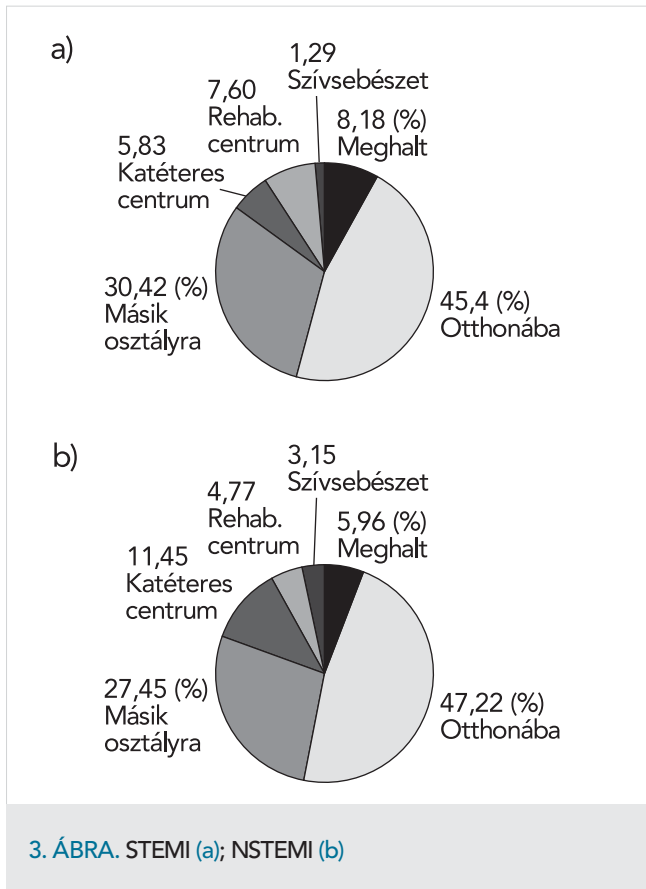 a)
1,29
Szívsebészet
7,60
Rehab.
centrum
8,18 (%)
Meghalt
5,83
Katéteres
centrum
30,42 (%)
Másik
osztályra
45,4 (%)
Otthonába
b)
3,15
Szívsebészet
4,77
Rehab.
centrum
5,96 (%)
Meghalt
11,45
Katéteres
centrum
27,45 (%)
Másik
osztályra
47,22 (%)
Otthonába
3. ÁBRA. STEMI (a); NSTEMI (b)